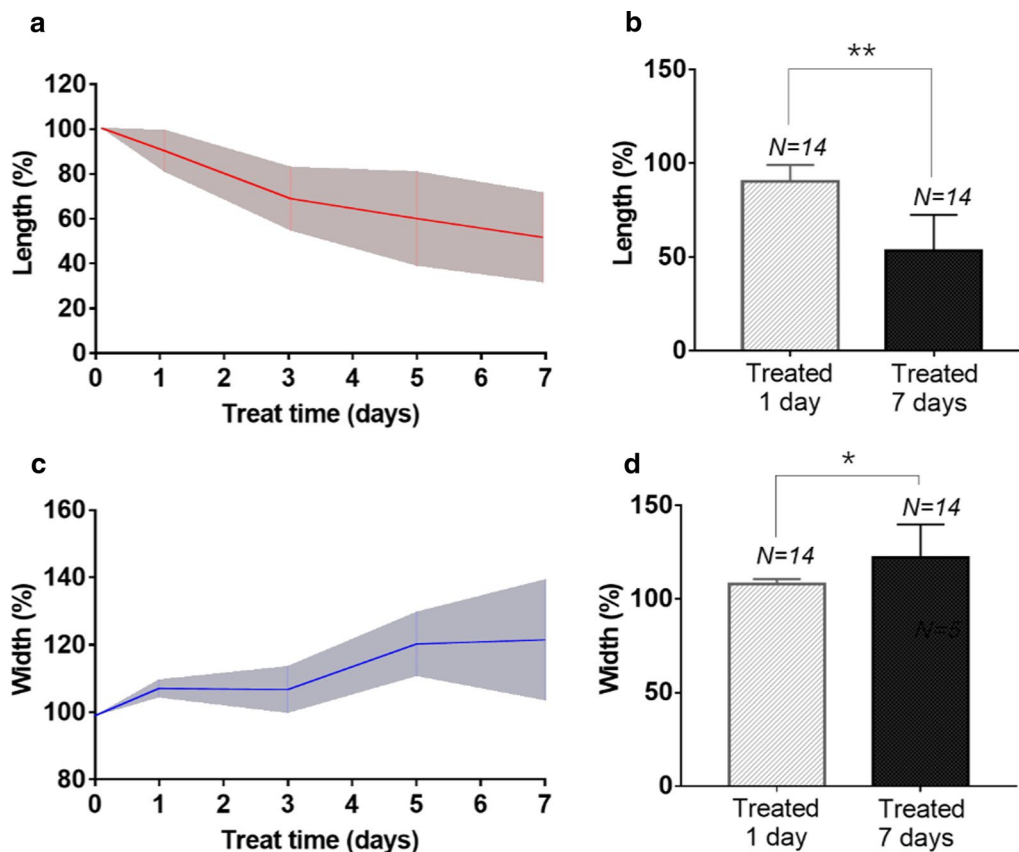 a
120
100
80
60
40
20
0
Length (%)
0 1 2 3 4 5 6 7
Treat time (days)
b
**
150
100
50
0
Length (%)
N=14
N=14
Treated
1 day
Treated
7 days
c
160
140
120
100
80
Width (%)
0 1 2 3 4 5 6 7
Treat time (days)
d
*
150
100
50
0
Width (%)
N=14
N=14
N=5
Treated
1 day
Treated
7 days